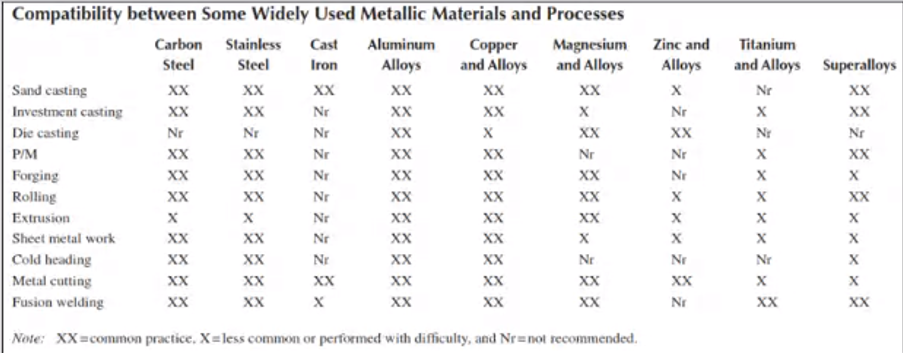 Compatibility between Some Widely Used Metallic Materials and Processes
Carbon Stainless Cast Aluminum Copper Magnesium Zinc and Titanium
Steel Steel Iron Alloys and Alloys and Alloys Alloys and Alloys Superalloys
Sand casting XX XX XX XX XX XX X Nr XX
Investment casting XX XX Nr XX XX X Nr X XX
Die casting Nr Nr Nr XX X XX XX Nr Nr
P/M XX XX Nr XX XX Nr Nr X XX
Forging XX XX Nr XX XX XX Nr X X
Rolling XX XX Nr XX XX XX X X XX
Extrusion X X Nr XX XX XX X X X
Sheet metal work XX XX Nr XX XX X X X X
Cold heading XX XX Nr XX XX Nr Nr Nr X
Metal cutting XX XX XX XX XX XX XX X X
Fusion welding XX XX X XX XX XX Nr XX XX
Note: XX=common practice, X=less common or performed with difficulty, and Nr=not recommended.